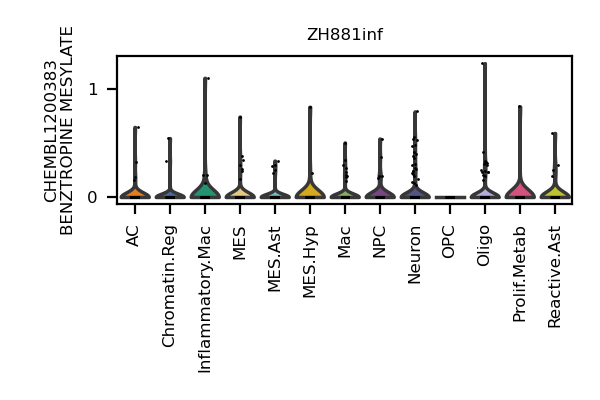 ZH881inf
CHEMBL1200383
BENZTROPINE MESYLATE
1
0
AC
Chromatin.Reg
Inflammatory.Mac
MES
MES.Ast
MES.Hyp
Mac
NPC
Neuron
OPC
Oligo
Prolif.Metab
Reactive.Ast